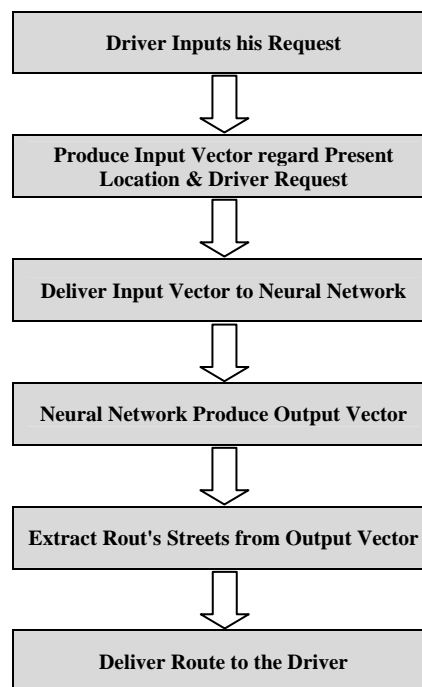 Driver Inputs his Request
Produce Input Vector regard Present
Location & Driver Request
Deliver Input Vector to Neural Network
Neural Network Produce Output Vector
Extract Rout's Streets from Output Vector
Deliver Route to the Driver